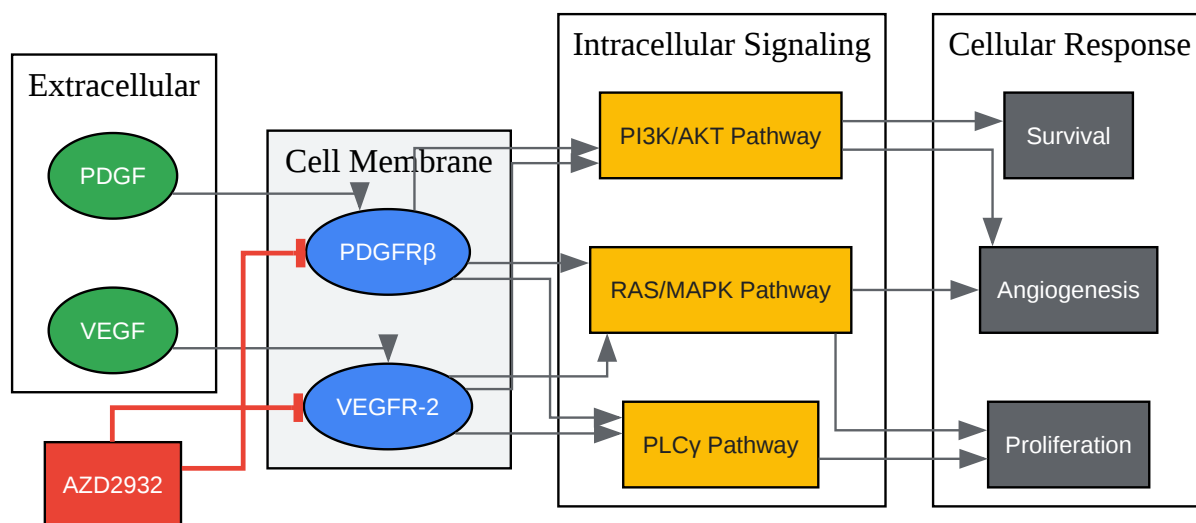 Extracellular
PDGF
VEGF
AZD2932
Cell Membrane
PDGFRβ
VEGFR-2
Intracellular Signaling
PI3K/AKT Pathway
RAS/MAPK Pathway
PLCγ Pathway
Cellular Response
Survival
Angiogenesis
Proliferation